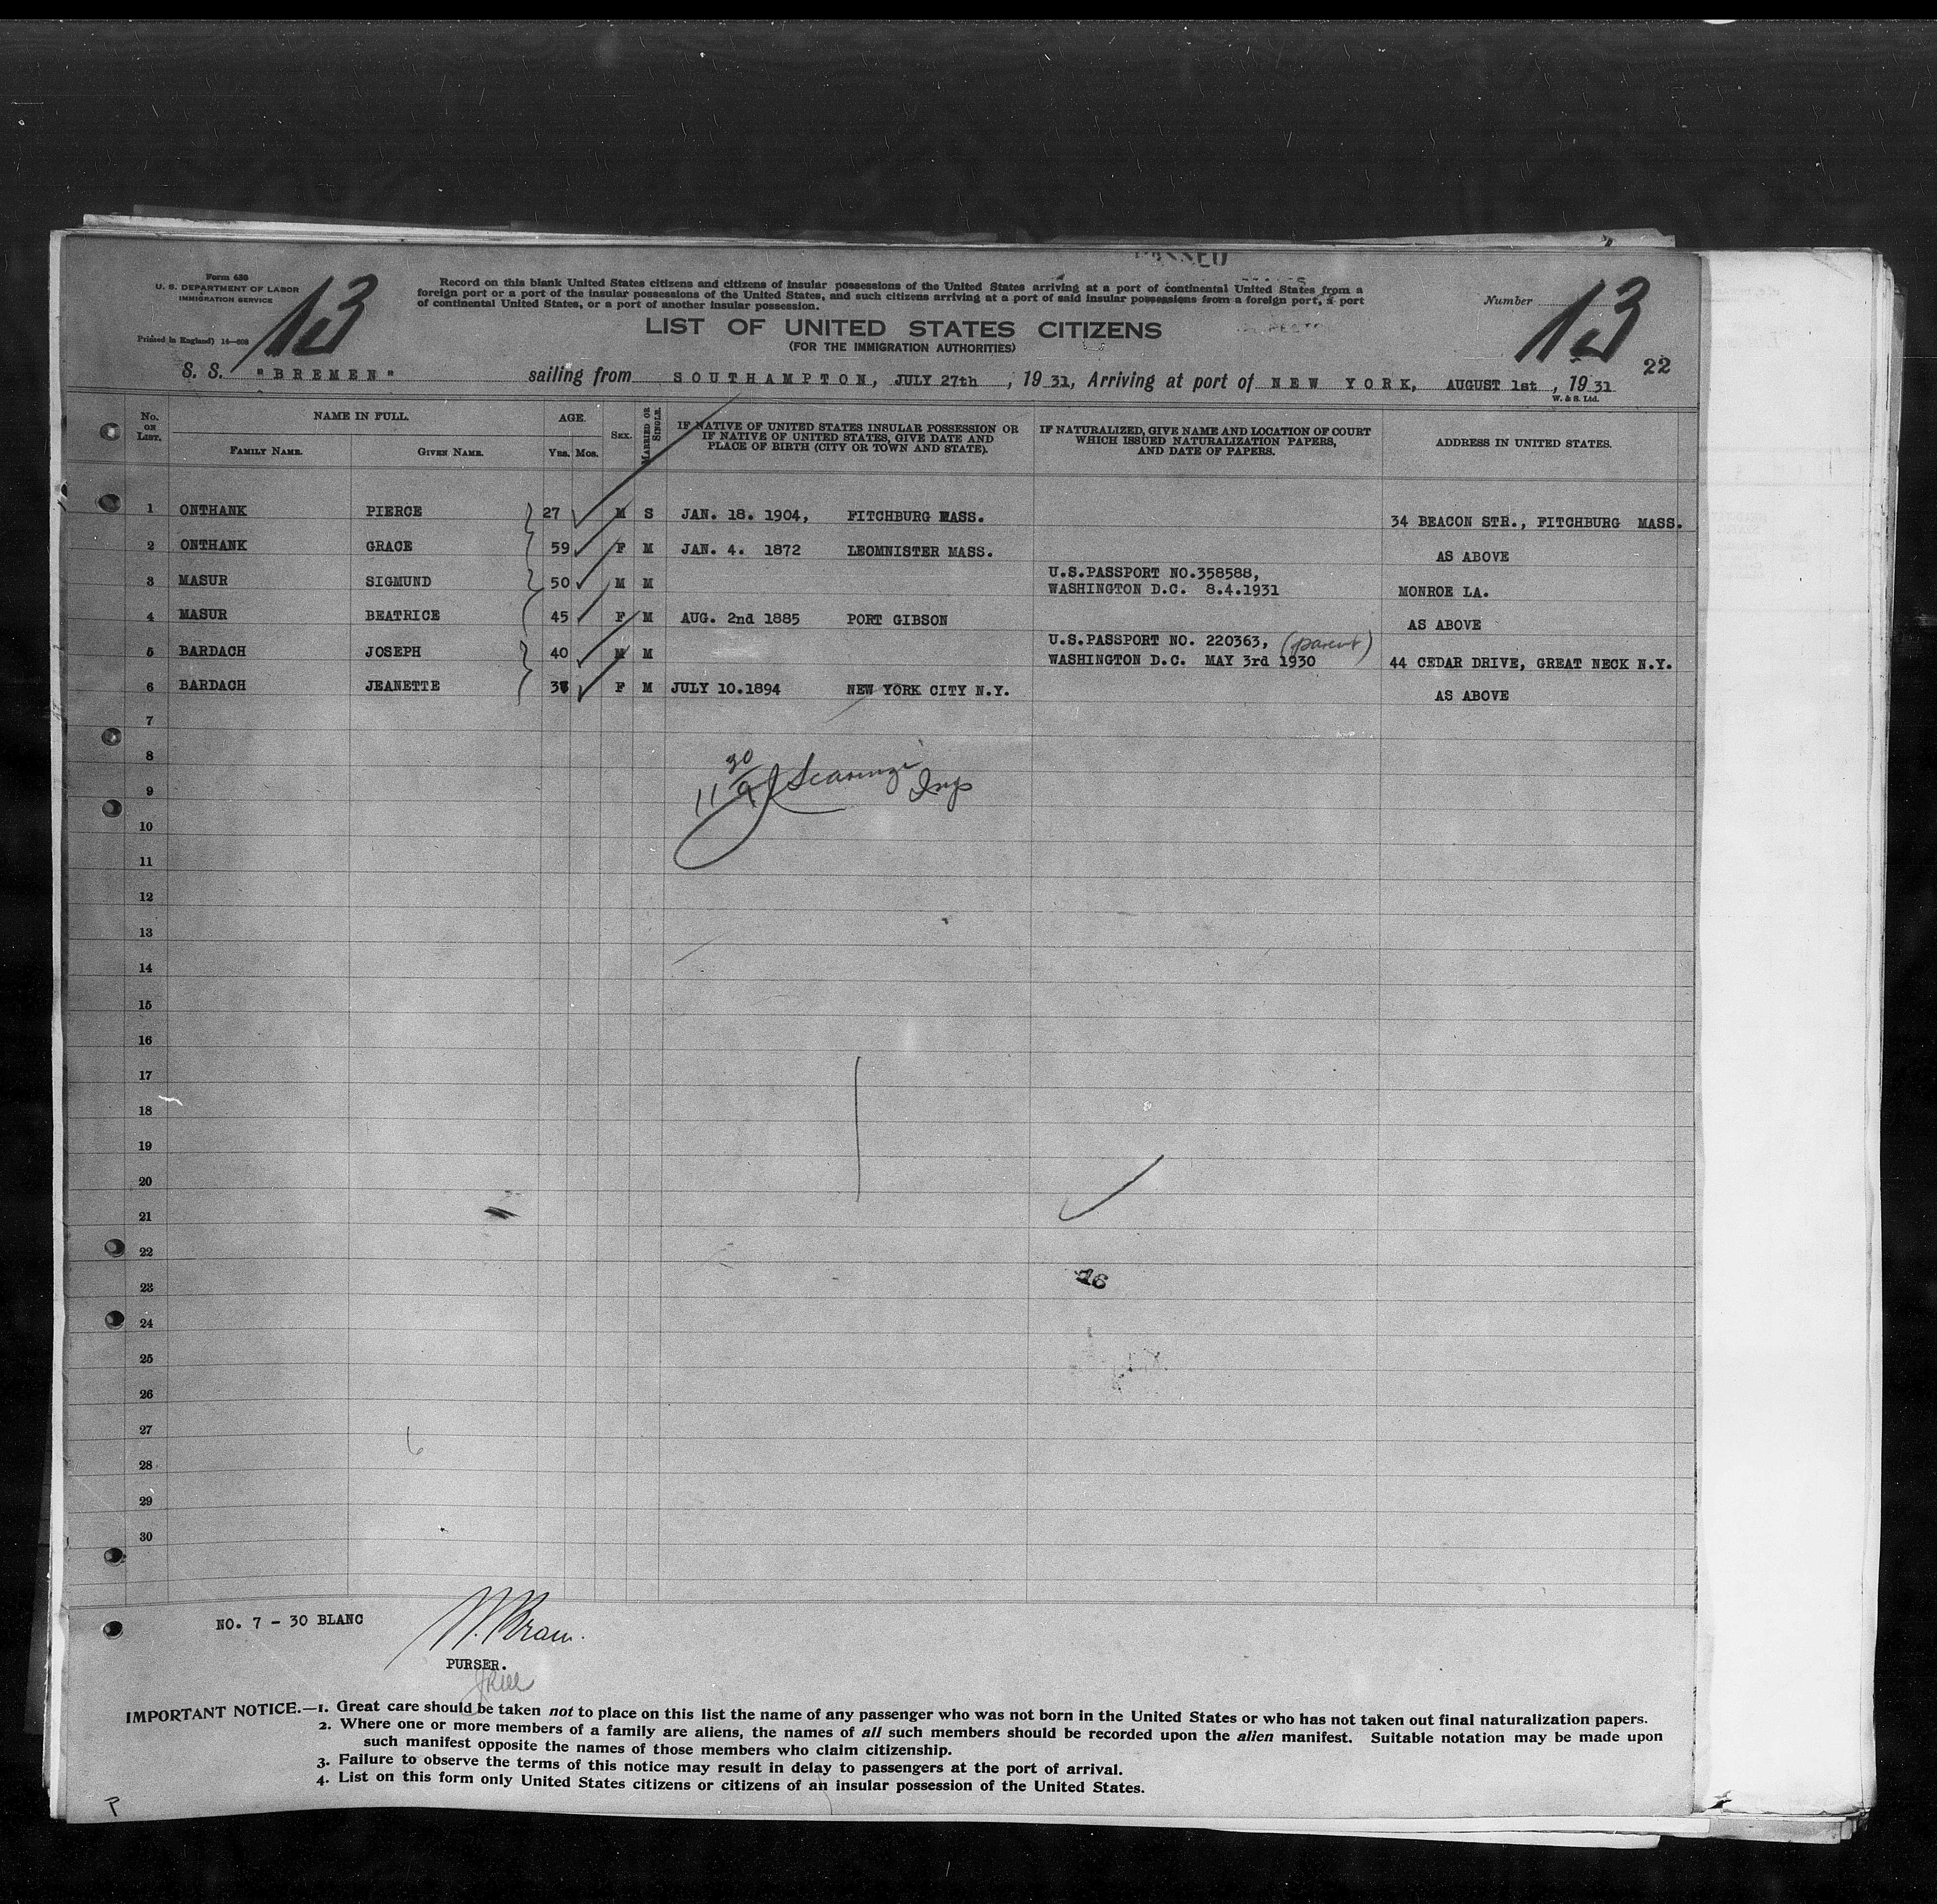 PASSED
Form 630
U. S. DEPARTMENT OF LABOR
IMMIGRATION SERVICE
Printed in England) 14—608
13
Record on this blank United States citizens and citizens of insular possessions of the United States arriving at a port of continental United States from a
foreign port or a port of the insular possessions of the United States, and such citizens arriving at a port of said insular possessions from a foreign port, a port
of continental United States, or a port of another insular possession.
LIST OF UNITED STATES CITIZENS
(FOR THE IMMIGRATION AUTHORITIES)
Number 13
22
S. S. "BREMEN" sailing from SOUTHAMPTON, JULY 27th, 1931, Arriving at port of NEW YORK, AUGUST 1st, 1931
W. & S. Ltd.
No. ON LIST. NAME IN FULL. FAMILY NAME. GIVEN NAME. AGE. YRS. MOS. SEX. MARRIED OR SINGLE. IF NATIVE OF UNITED STATES INSULAR POSSESSION OR IF NATIVE OF UNITED STATES, GIVE DATE AND PLACE OF BIRTH (CITY OR TOWN AND STATE). IF NATURALIZED, GIVE NAME AND LOCATION OF COURT WHICH ISSUED NATURALIZATION PAPERS, AND DATE OF PAPERS. ADDRESS IN UNITED STATES.
1 ONTHANK PIERCE 27 M S JAN. 18. 1904, FITCHBURG MASS. 34 BEACON STR., FITCHBURG MASS.
2 ONTHANK GRACE 59 F M JAN. 4. 1872 LEOMNISTER MASS. AS ABOVE
3 MASUR SIGMUND 50 M M U.S.PASSPORT NO.358588, WASHINGTON D.C. 8.4.1931 MONROE LA.
4 MASUR BEATRICE 45 F M AUG. 2nd 1885 PORT GIBSON AS ABOVE
5 BARDACH JOSEPH 40 M M U.S.PASSPORT NO. 220363, (parent) WASHINGTON D.C. MAY 3rd 1930 44 CEDAR DRIVE, GREAT NECK N.Y.
6 BARDACH JEANETTE F M JULY 10.1894 NEW YORK CITY N.Y. AS ABOVE
7
8
9
10
11
12
13
14
15
16
17
18
19
20
21
22
23
24
25
26
27
28
29
30
11 30
Insp
16
6
NO. 7 - 30 BLANC
PURSER.
IMPORTANT NOTICE.—1. Great care should be taken not to place on this list the name of any passenger who was not born in the United States or who has not taken out final naturalization papers.
2. Where one or more members of a family are aliens, the names of all such members should be recorded upon the alien manifest. Suitable notation may be made upon
such manifest opposite the names of those members who claim citizenship.
3. Failure to observe the terms of this notice may result in delay to passengers at the port of arrival.
4. List on this form only United States citizens or citizens of an insular possession of the United States.
P